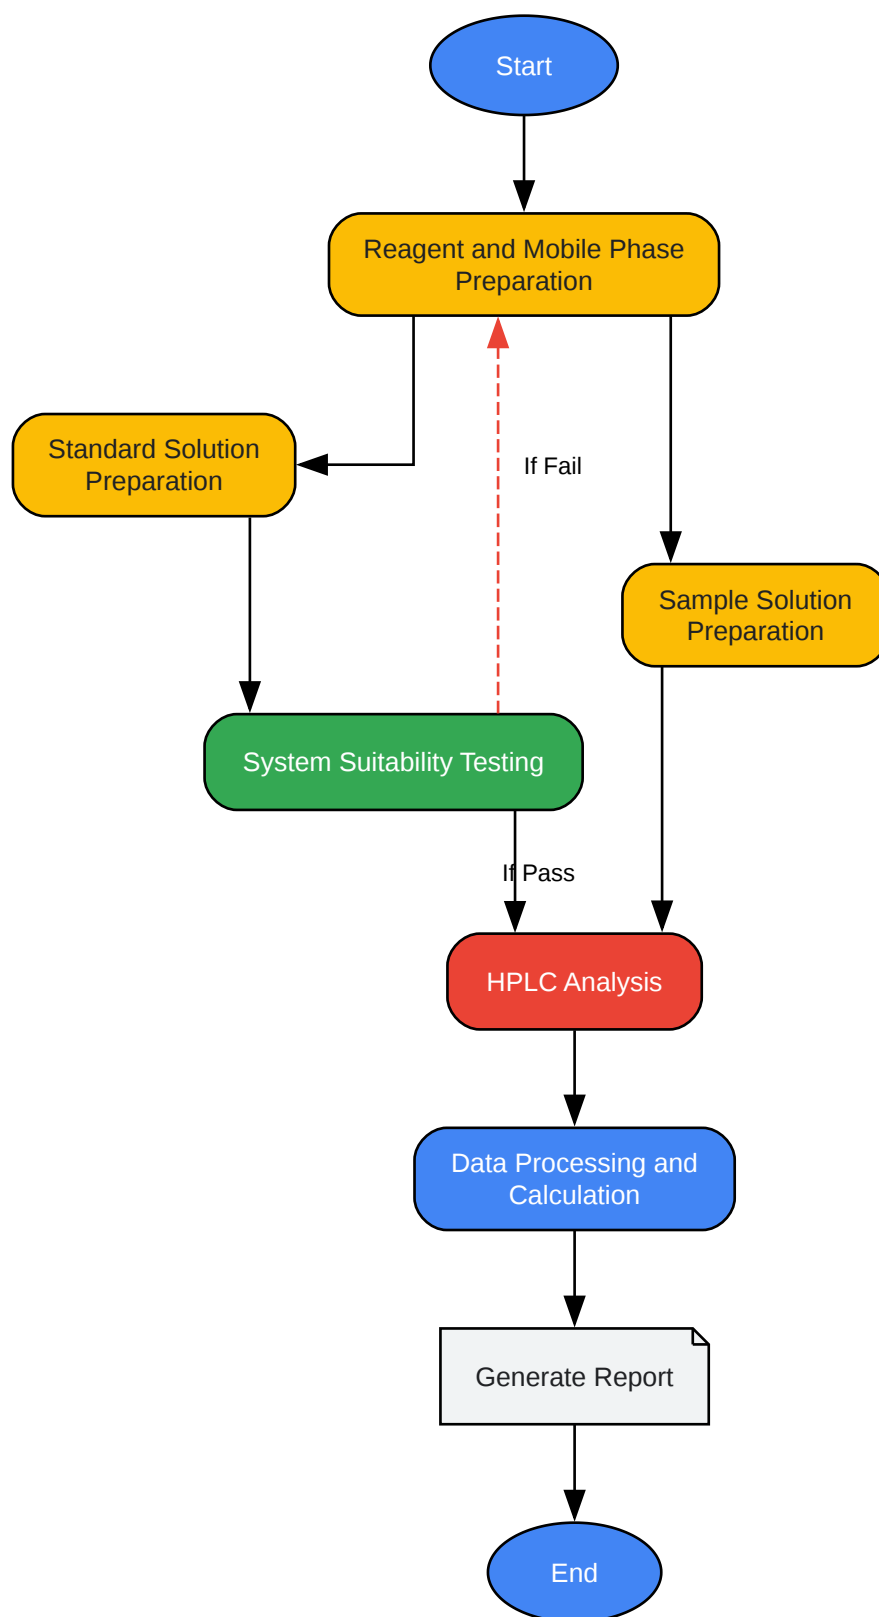 Start
Reagent and Mobile Phase
Preparation
Standard Solution
Preparation
If Fail
Sample Solution
Preparation
System Suitability Testing
If Pass
HPLC Analysis
Data Processing and
Calculation
Generate Report
End